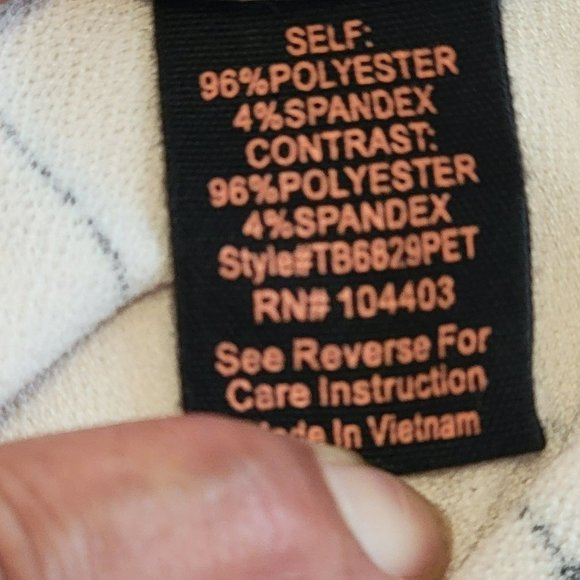 SELF:
96%POLYESTER
4%SPANDEX
CONTRAST:
96%POLYESTER
4%SPANDEX
Style#TB6829PET
RN# 104403
See Reverse For
Care Instruction
Made In Vietnam